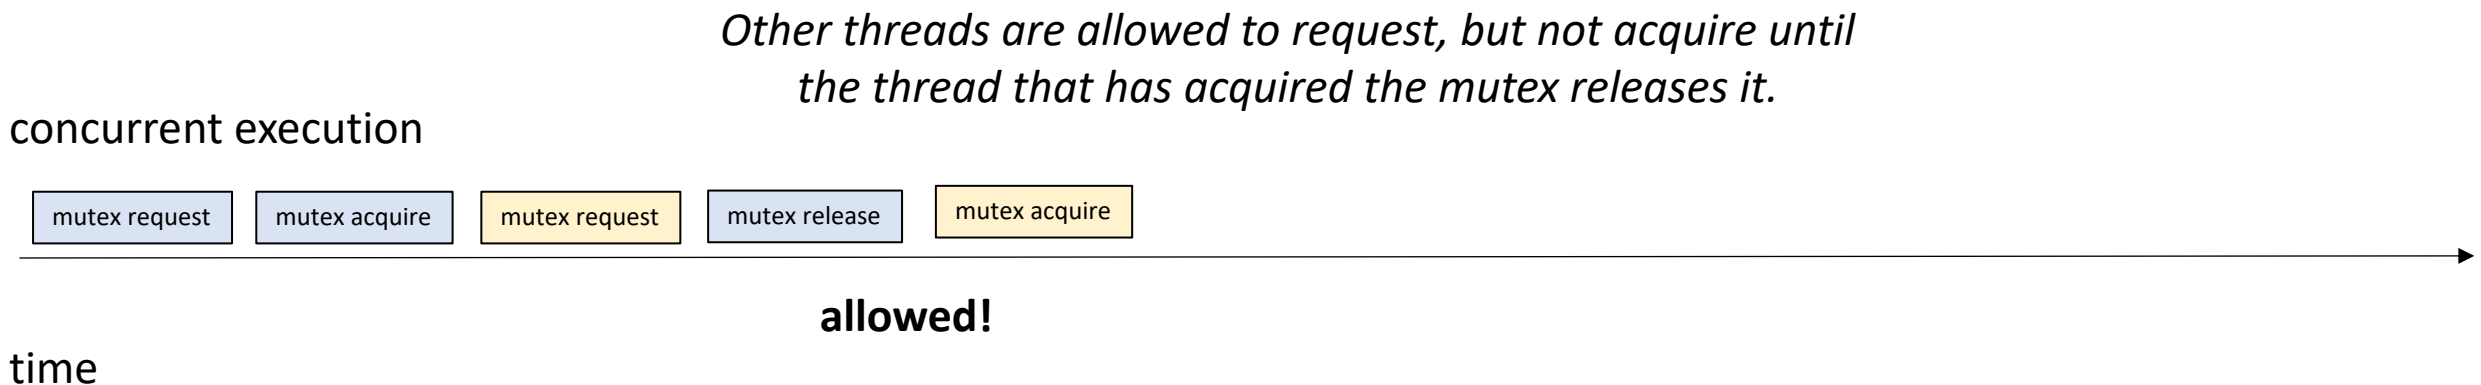 Other threads are allowed to request, but not acquire until
the thread that has acquired the mutex releases it.
concurrent execution
mutex request
mutex acquire
mutex request
mutex release
mutex acquire
allowed!
time